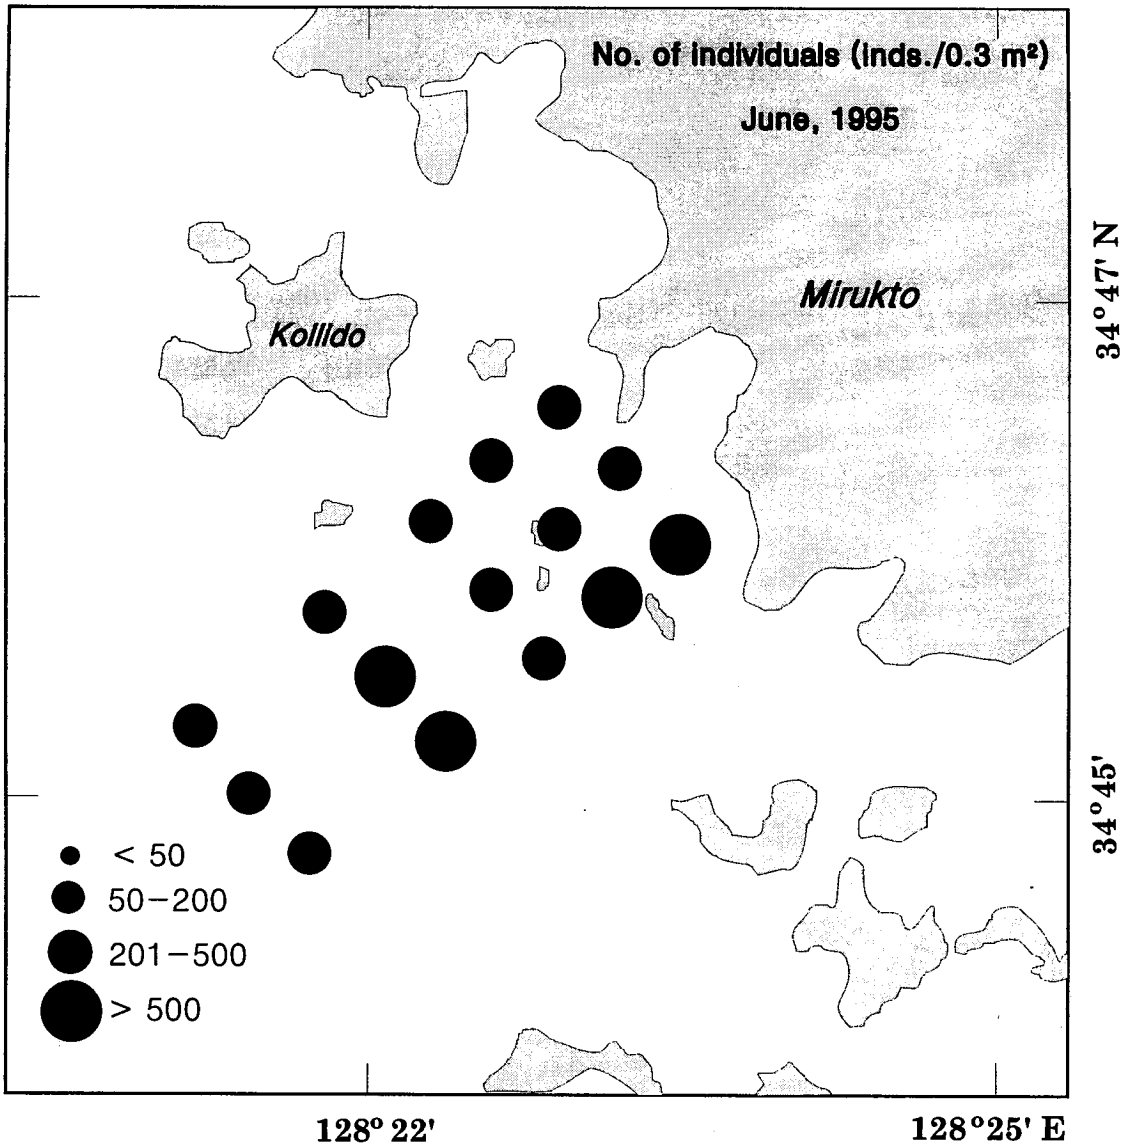 No. of individuals (inds./0.3 m²)
June, 1995
Mirukto
Kollido
34°47' N
34°45'
< 50
50-200
201-500
> 500
128°22'
128°25' E